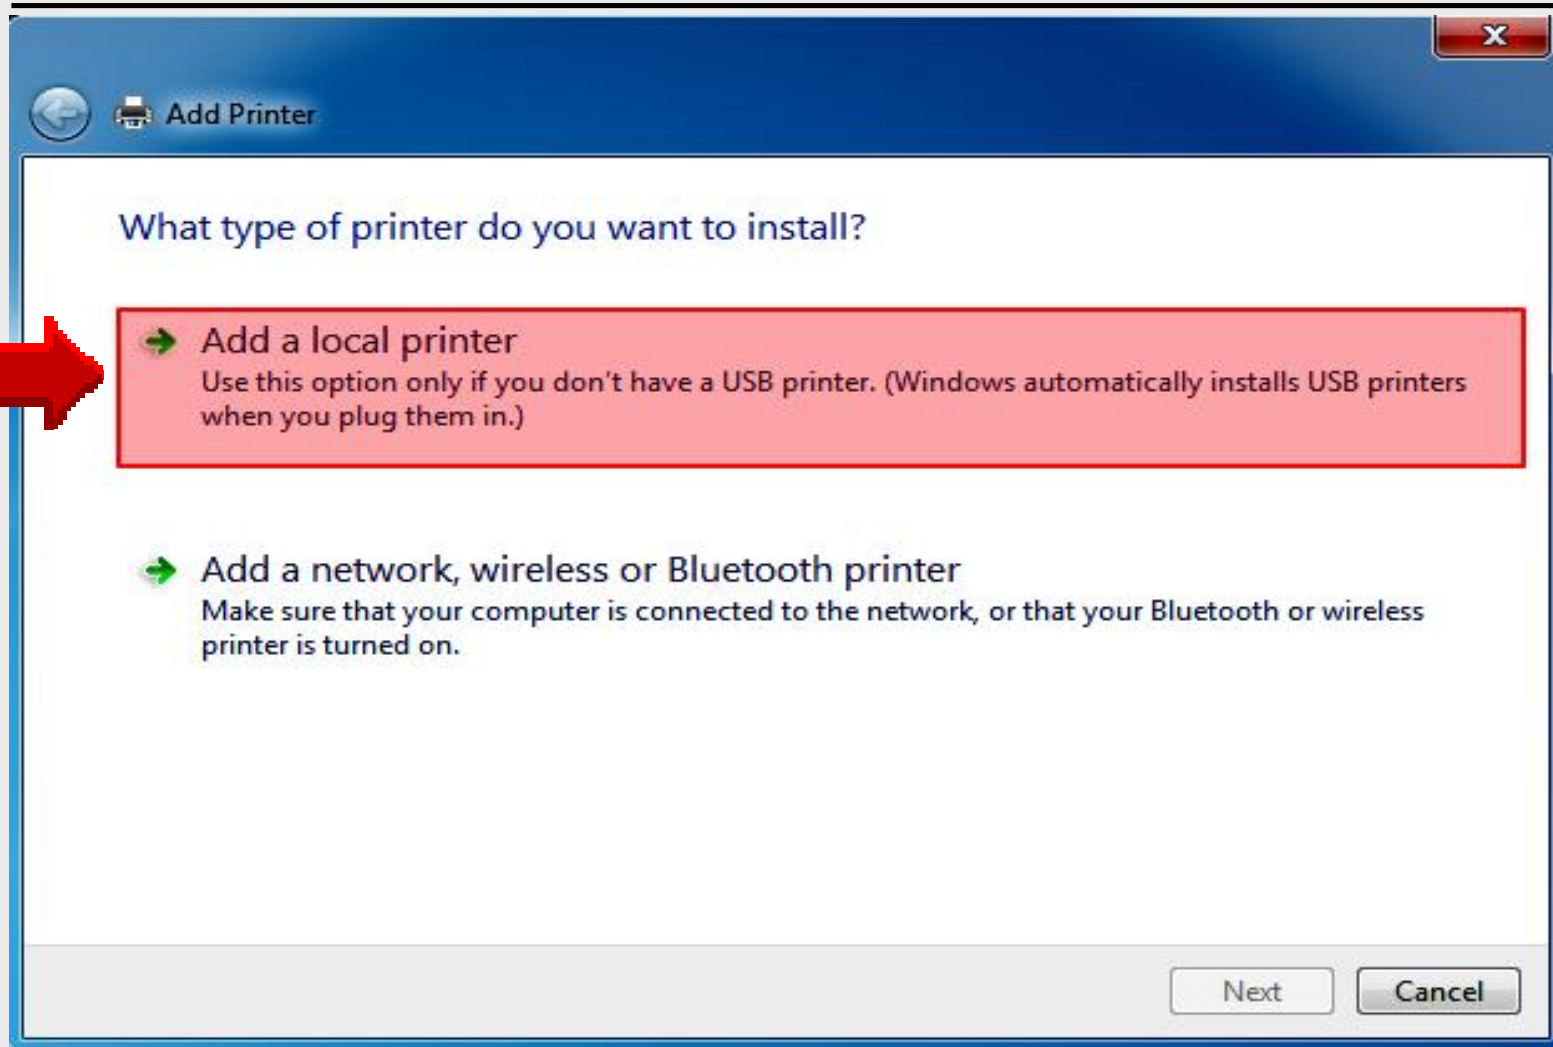 Add Printer
What type of printer do you want to install?
Add a local printer
Use this option only if you don't have a USB printer. (Windows automatically installs USB printers
when you plug them in.)
Add a network, wireless or Bluetooth printer
Make sure that your computer is connected to the network, or that your Bluetooth or wireless
printer is turned on.
Next
Cancel